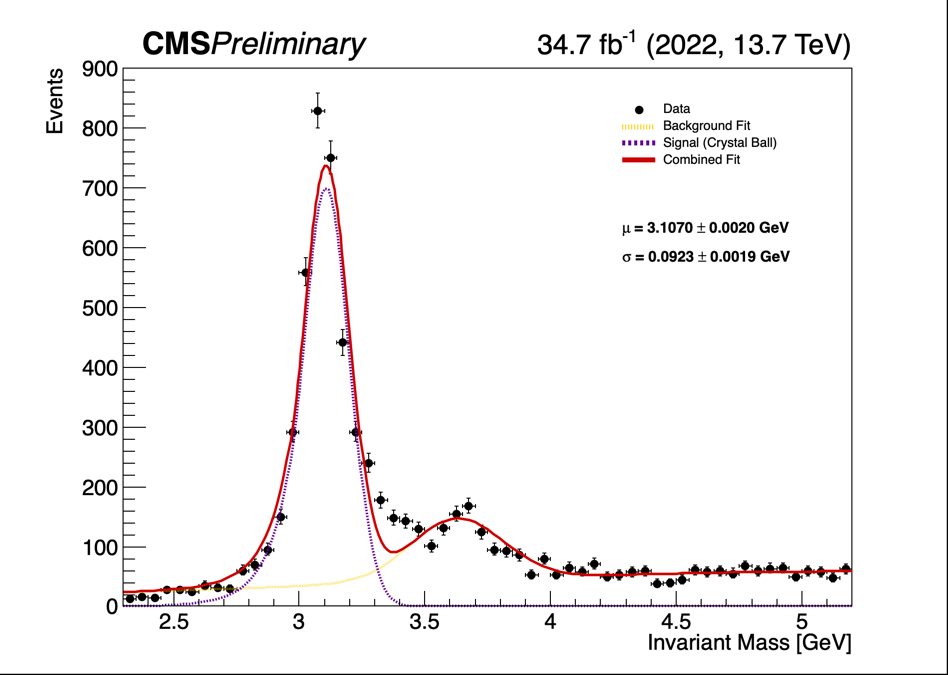 CMSPreliminary
34.7 fb-1 (2022, 13.7 TeV)
Events
900
800
700
600
500
400
300
200
100
0
Data
Background Fit
Signal (Crystal Ball)
Combined Fit
μ = 3.1070 ± 0.0020 GeV
σ = 0.0923 ± 0.0019 GeV
2.5 3 3.5 4 4.5 5
Invariant Mass [GeV]